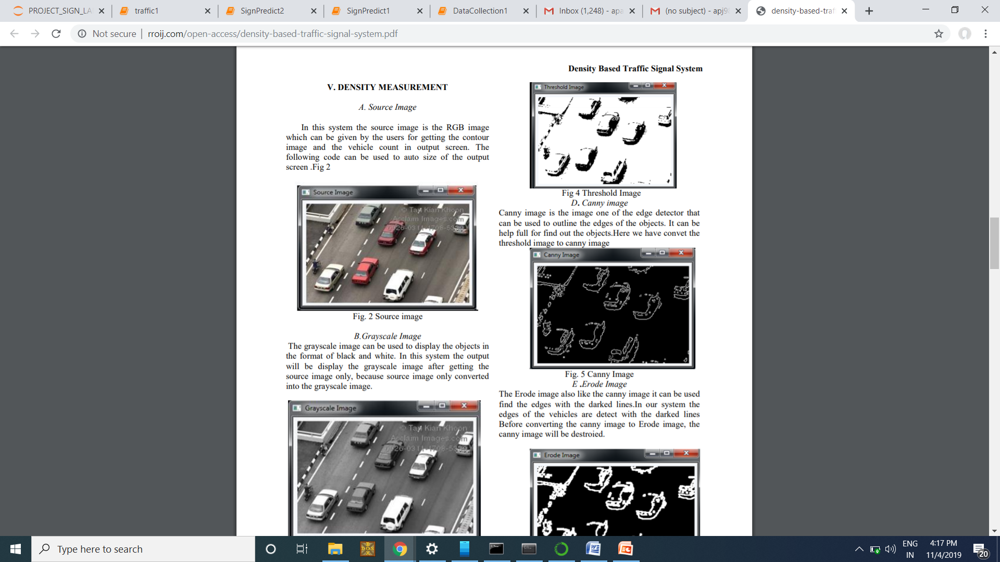 PROJECT_SIGN_LA
traffic1
SignPredict2
SignPredict1
DataCollection1
Inbox (1,248) - apa
(no subject) - apj9
density-based-traf
Not secure
rroij.com/open-access/density-based-traffic-signal-system.pdf
Density Based Traffic Signal System
V. DENSITY MEASUREMENT
A. Source Image
In this system the source image is the RGB image
which can be given by the users for getting the contour
image and the vehicle count in output screen. The
following code can be used to auto size of the output
screen .Fig 2
Source Image
© Tan Kian Khoon
Acclaim Images.com
0026-0311-1708-5339
Fig. 2 Source image
B.Grayscale Image
The grayscale image can be used to display the objects in
the format of black and white. In this system the output
will be display the grayscale image after getting the
source image only, because source image only converted
into the grayscale image.
Grayscale Image
© Tan Kian Khoon
Acclaim Images.com
0026-0311-1708-5339
Threshold Image
Fig 4 Threshold Image
D. Canny image
Canny image is the image one of the edge detector that
can be used to outline the edges of the objects. It can be
help full for find out the objects.Here we have convet the
threshold image to canny image
Canny Image
Fig. 5 Canny Image
E .Erode Image
The Erode image also like the canny image it can be used
find the edges with the darked lines.In our system the
edges of the vehicles are detect with the darked lines
Before converting the canny image to Erode image, the
canny image will be destroied.
Erode Image
Type here to search
ENG
IN
4:17 PM
11/4/2019
20